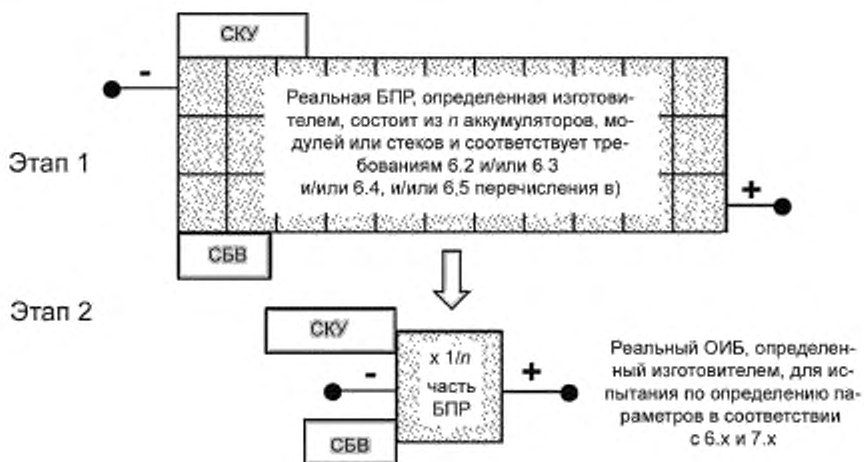 СКУ
-
Реальная БПР, определенная изготови-
телем, состоит из n аккумуляторов, мо-
дулей или стеков и соответствует тре-
бованиям 6.2 и/или 6 3
и/или 6.4, и/или 6,5 перечисления в)
Этап 1
+
СБВ
Этап 2
СКУ
x 1/n
часть
БПР
-
+
СБВ
Реальный ОИБ, определен-
ный изготовителем, для ис-
пытания по определению па-
раметров в соответствии
с 6.x и 7.x